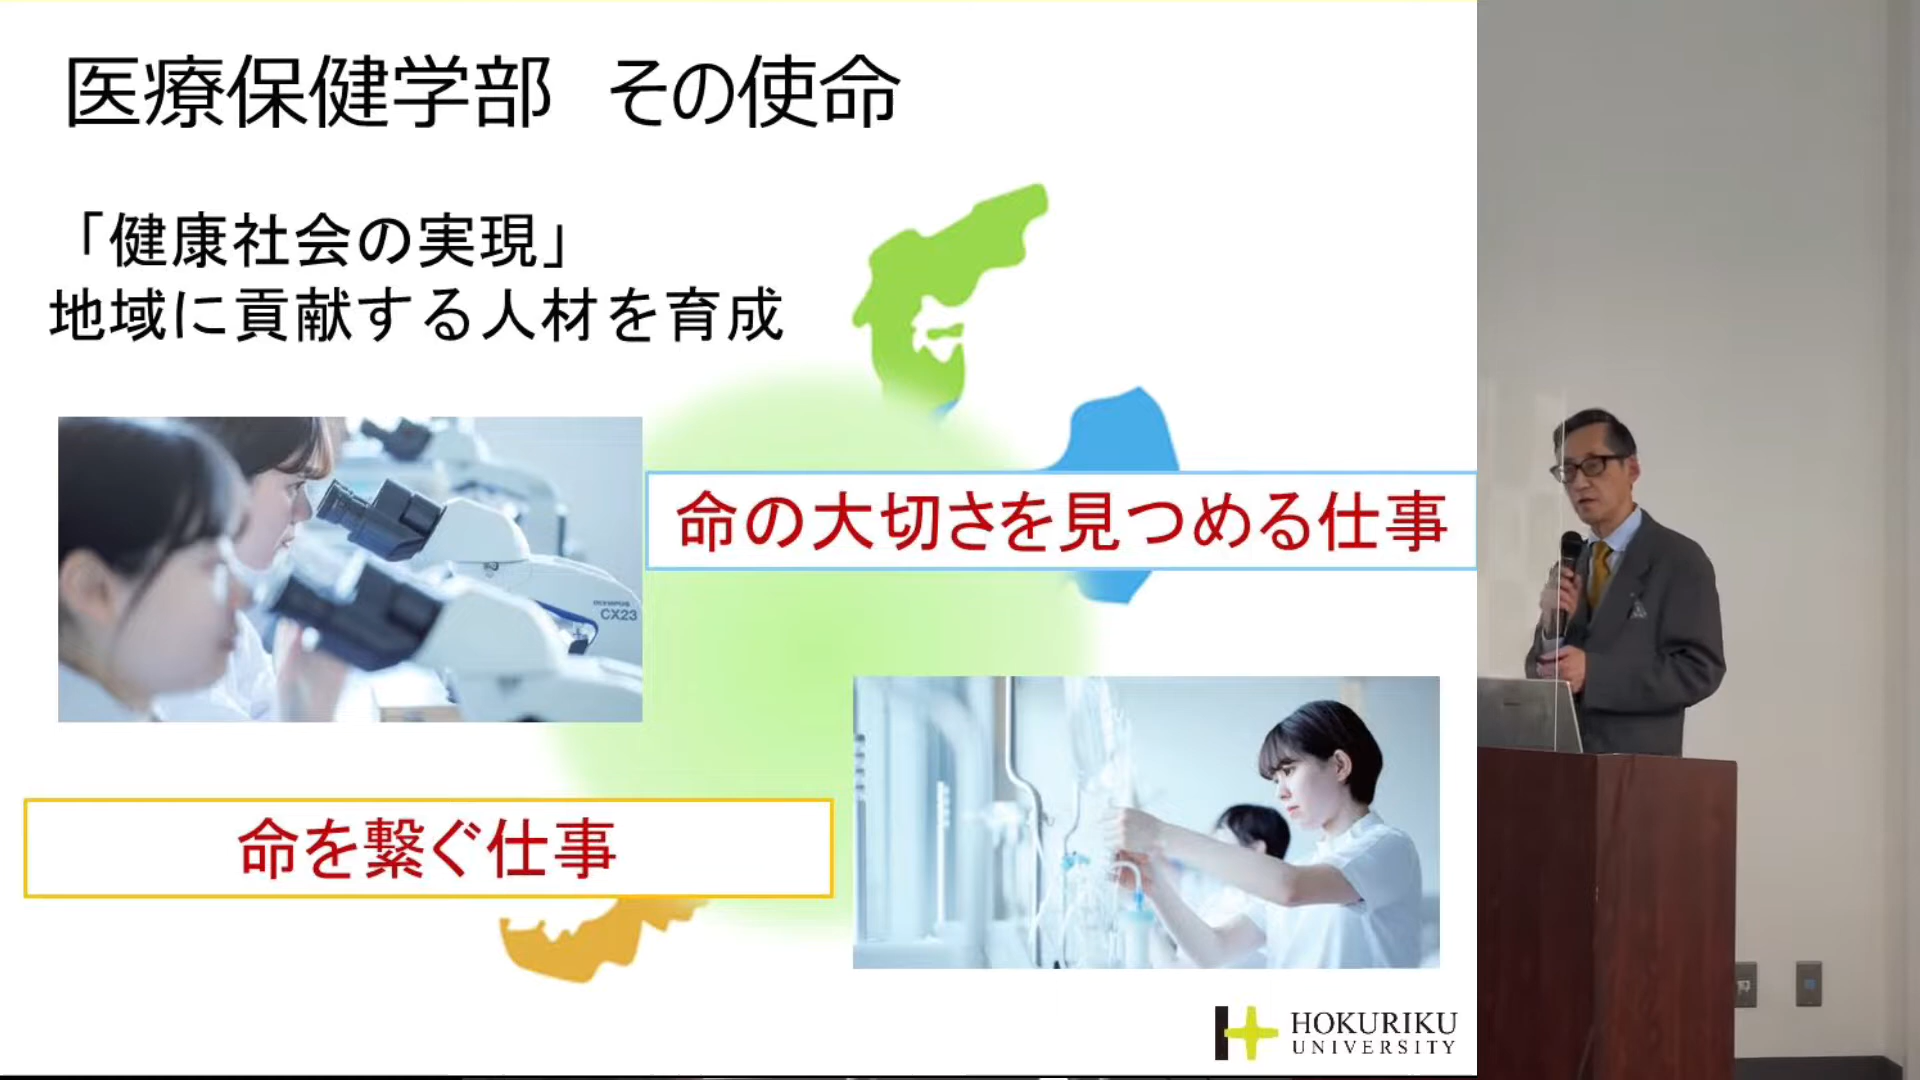 医療保健学部　その使命
「健康社会の実現」
地域に貢献する人材を育成
OLYMPUS
CX23
命の大切さを見つめる仕事
命を繋ぐ仕事
HOKURIKU
UNIVERSITY